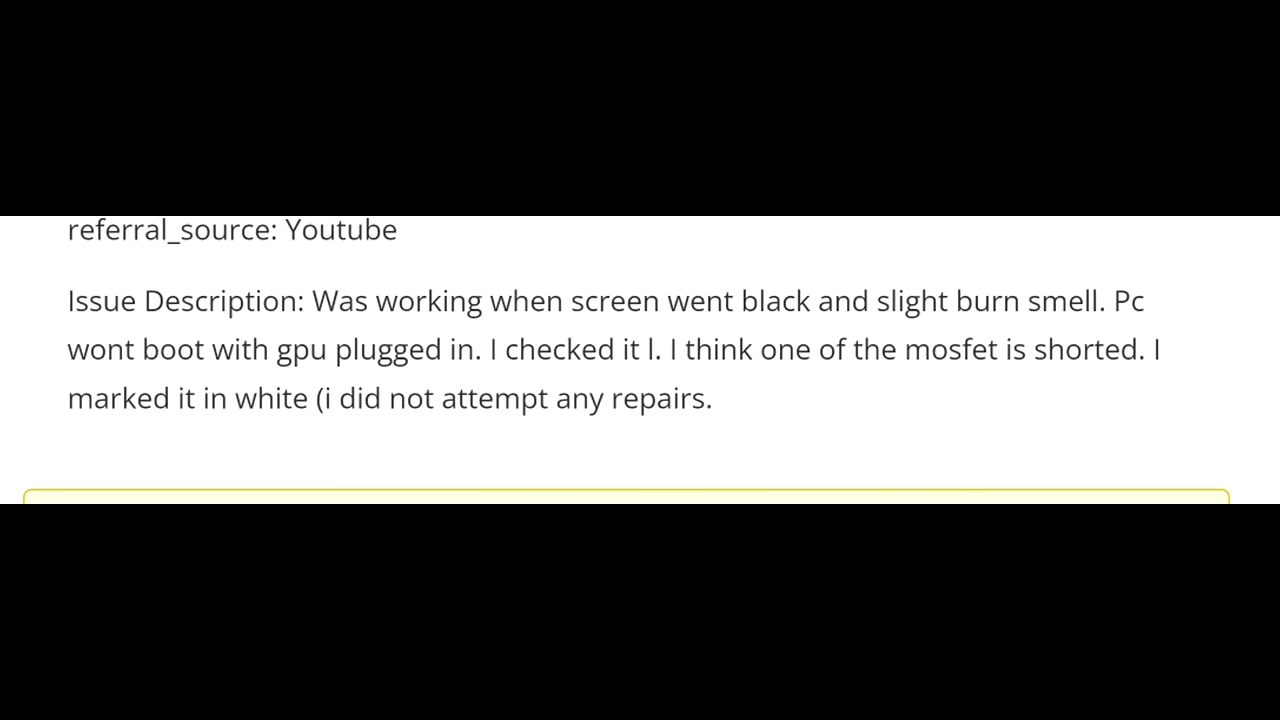 referral_source: Youtube
Issue Description: Was working when screen went black and slight burn smell. Pc
wont boot with gpu plugged in. I checked it l. I think one of the mosfet is shorted. I
marked it in white (i did not attempt any repairs.